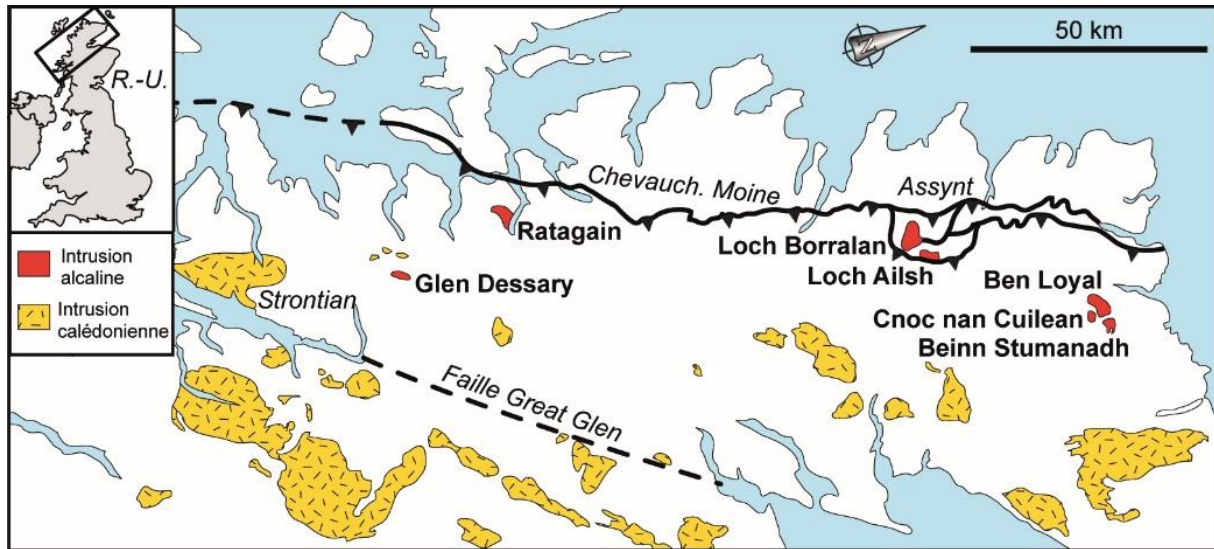 R.-U.
Intrusion
alcaline
Intrusion
calédonienne
N
50 km
Chevauch. Moine
Assynt
Ratagain
Loch Borralan
Loch Ailsh
Glen Dessary
Ben Loyal
Cnoc nan Cuilean
Beinn Stumanadh
Strontian
Faille Great Glen